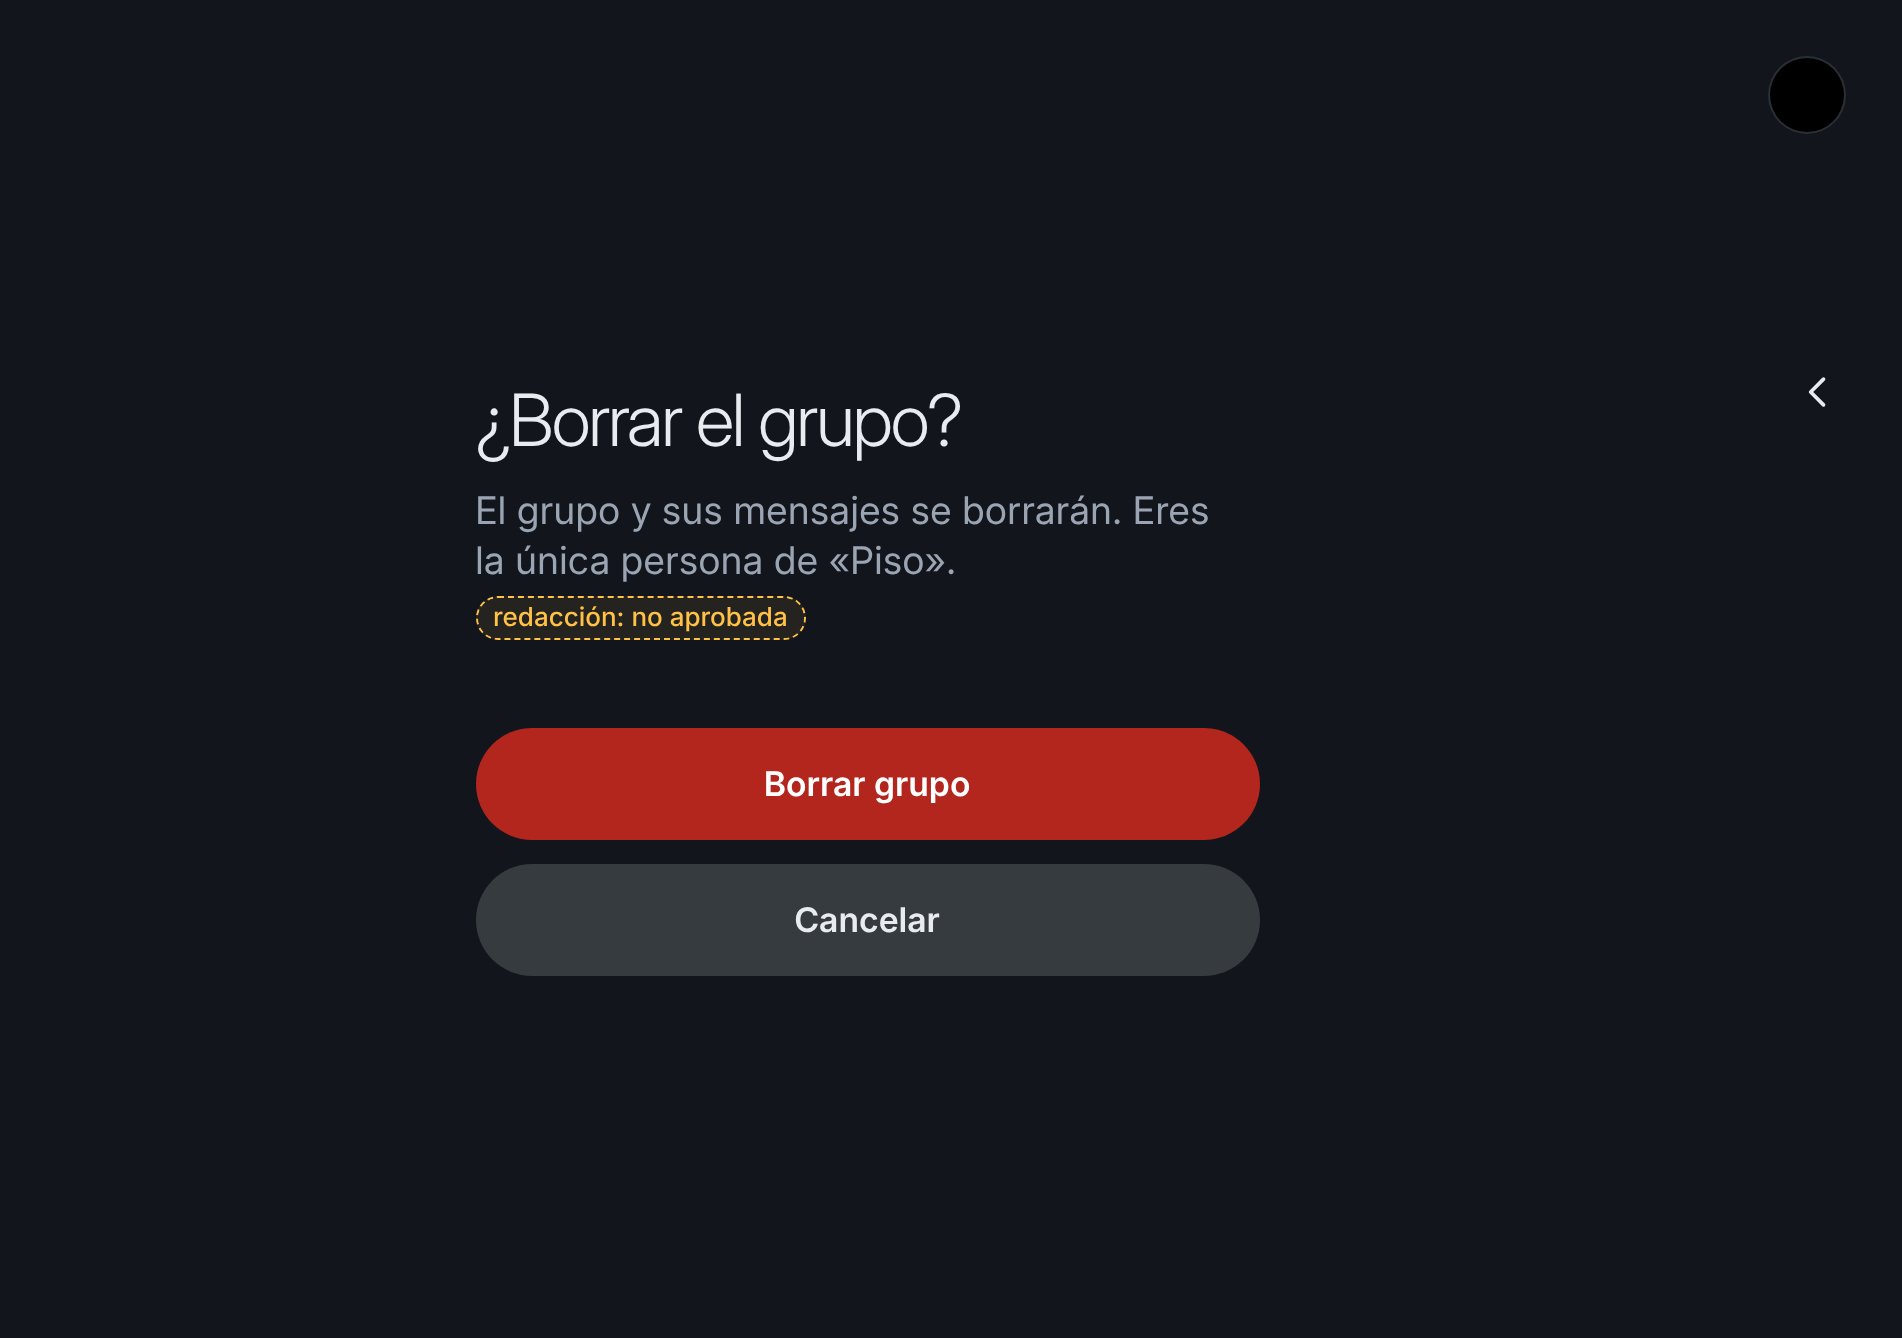 ¿Borrar el grupo?
El grupo y sus mensajes se borrarán. Eres
la única persona de «Piso».
redacción: no aprobada
Borrar grupo
Cancelar